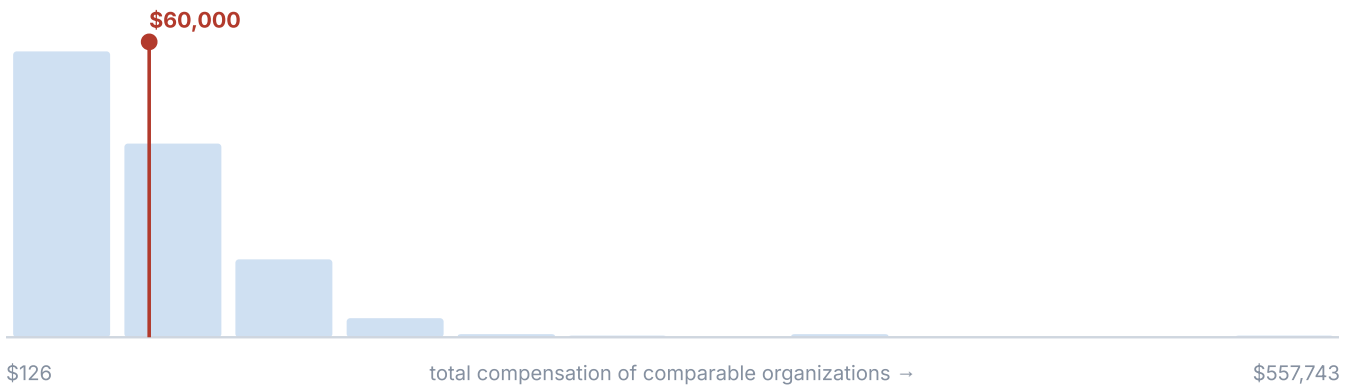 $60,000
$126
total compensation of comparable organizations →
$557,743